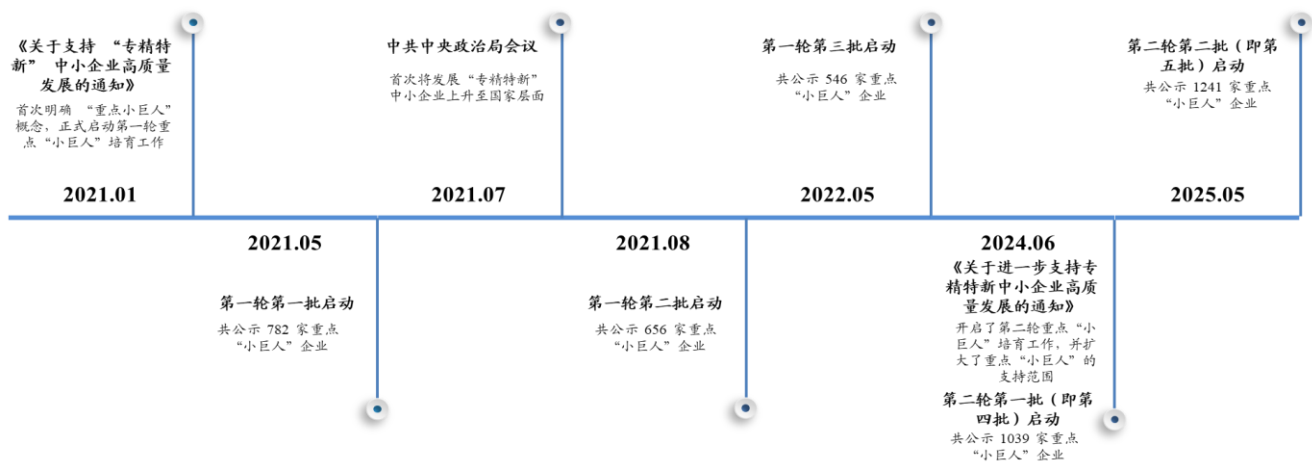 《关于支持 “专精特
新” 中小企业高质量
发展的通知》
首次明确 “重点小巨人”
概念，正式启动第一轮重
点“小巨人”培育工作
2021.01
2021.05
第一轮第一批启动
共公示 782 家重点
“小巨人”企业
中共中央政治局会议
首次将发展“专精特新”
中小企业上升至国家层面
2021.07
2021.08
第一轮第二批启动
共公示 656 家重点
“小巨人”企业
第一轮第三批启动
共公示 546 家重点
“小巨人”企业
2022.05
2024.06
《关于进一步支持专
精特新中小企业高质
量发展的通知》
开启了第二轮重点“小
巨人”培育工作，并扩
大了重点“小巨人”的
支持范围
第二轮第一批（即第
四批）启动
共公示 1039 家重点
“小巨人”企业
第二轮第二批（即第
五批）启动
共公示 1241 家重点
“小巨人”企业
2025.05